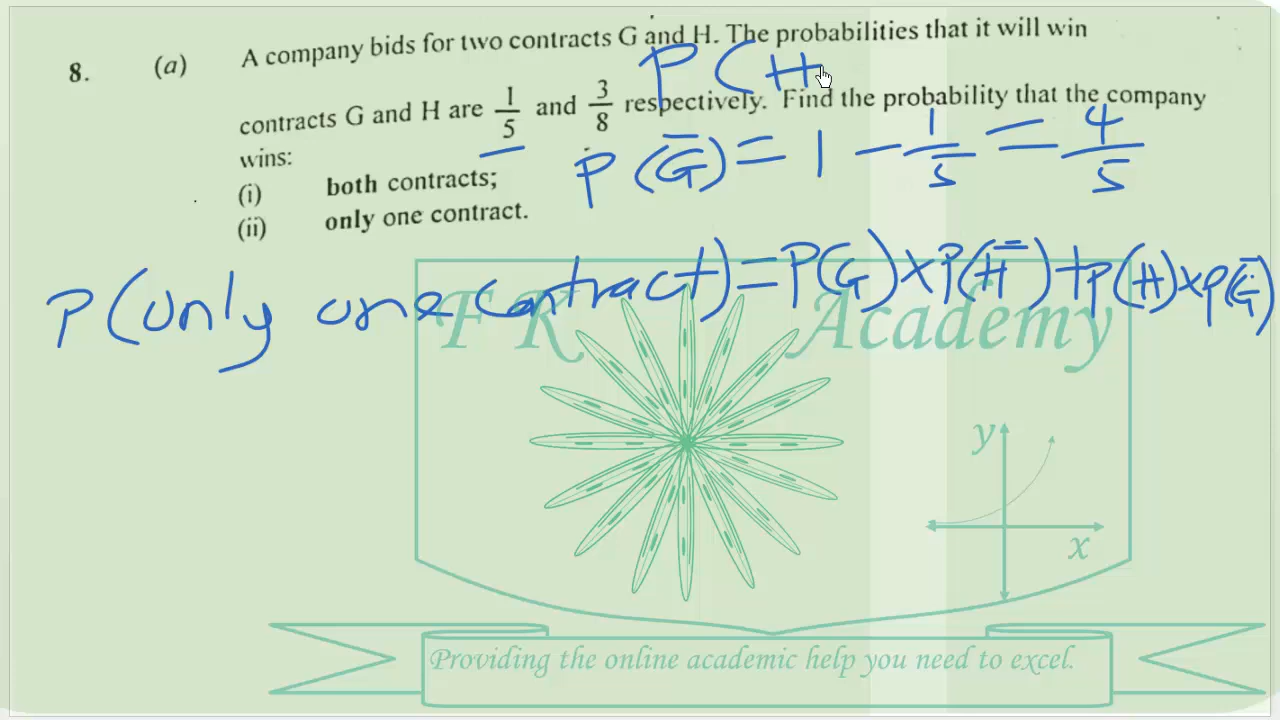 8. (a) A company bids for two contracts G and H. The probabilities that it will win
P(H
contracts G and H are 1/5 and 3/8 respectively. Find the probability that the company
wins:
P(G̅) = 1 - 1/5 = 4/5
(i) both contracts;
(ii) only one contract.
P(only one contract) = P(G) x P(H̅) + P(H) x P(G̅)
F K Academy
y
x
Providing the online academic help you need to excel.